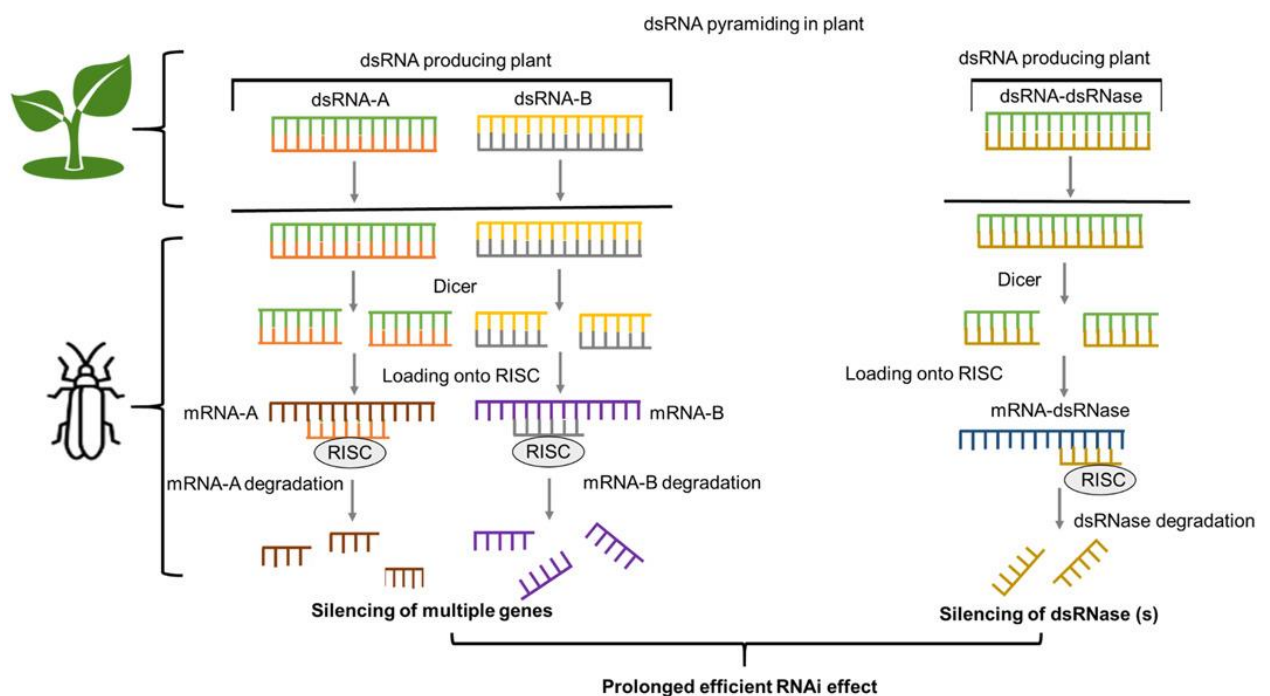 dsRNA pyramiding in plant
dsRNA producing plant
dsRNA-A
dsRNA-B
dsRNA producing plant
dsRNA-dsRNase
Dicer
Dicer
Loading onto RISC
Loading onto RISC
mRNA-A
mRNA-B
mRNA-dsRNase
RISC
RISC
RISC
mRNA-A degradation
mRNA-B degradation
dsRNase degradation
Silencing of multiple genes
Silencing of dsRNase (s)
Prolonged efficient RNAi effect